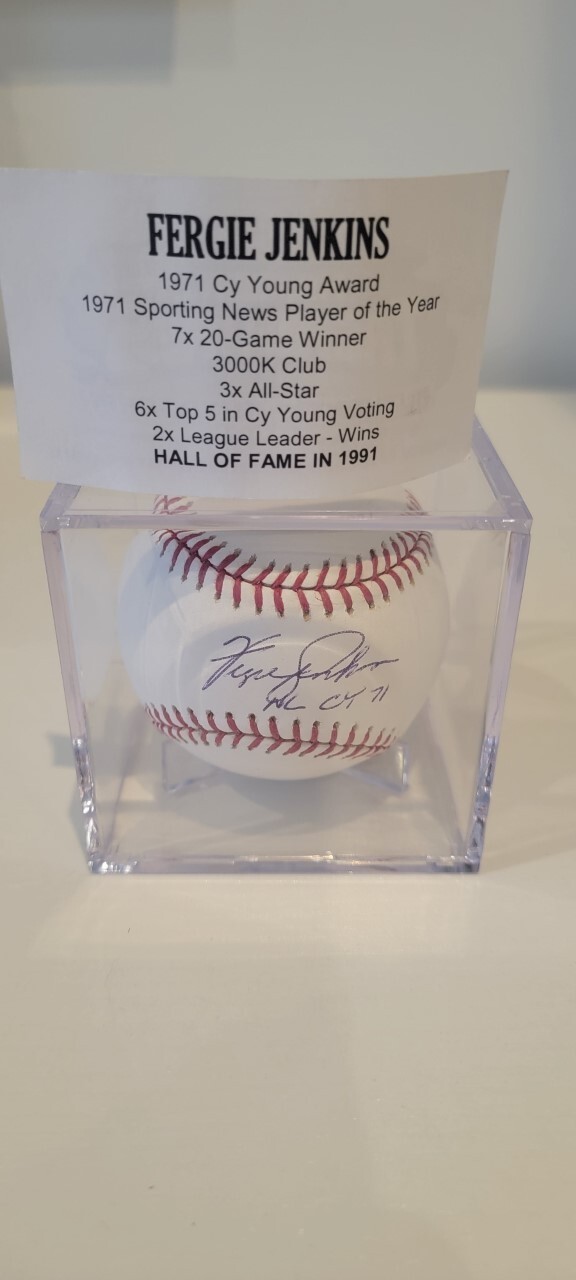 FERGIE JENKINS
1971 Cy Young Award
1971 Sporting News Player of the Year
7x 20-Game Winner
3000K Club
3x All-Star
6x Top 5 in Cy Young Voting
2x League Leader - Wins
HALL OF FAME IN 1991
Fergie Jenkins
NL CY 71